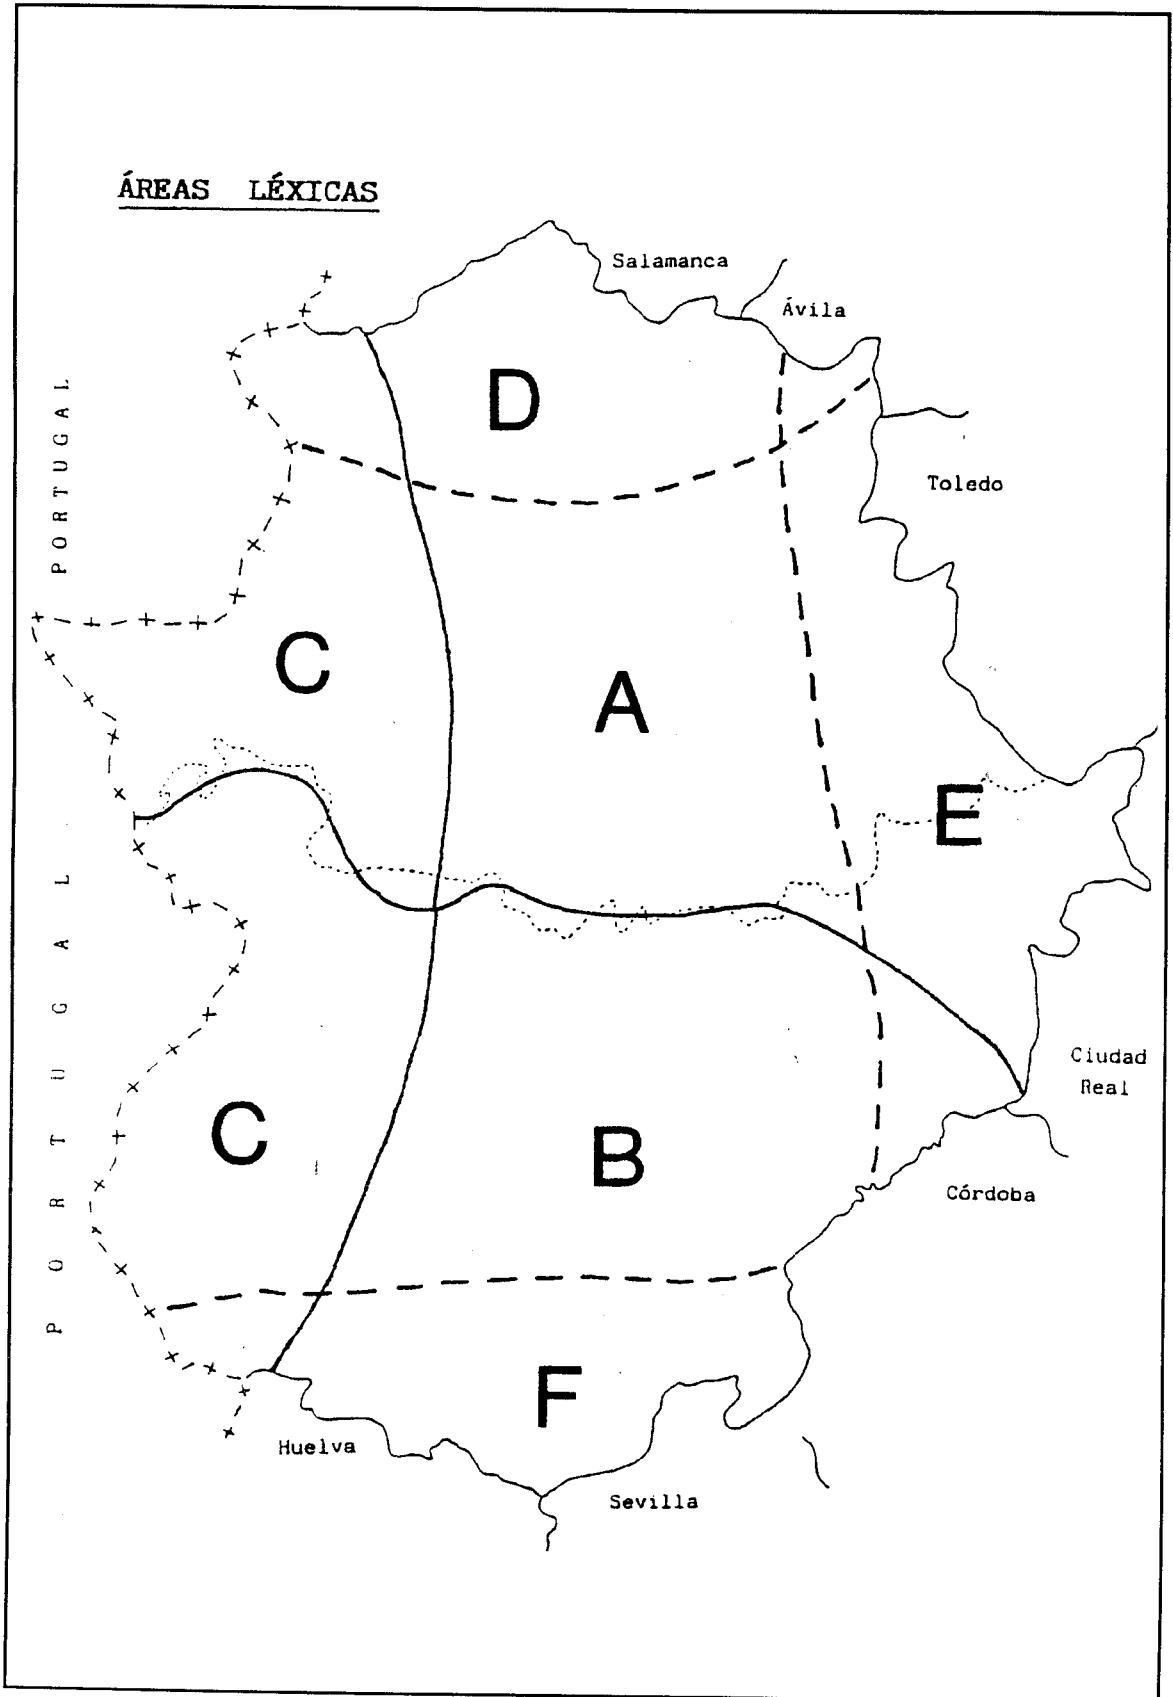 ÁREAS LÉXICAS
Salamanca
Ávila
D
PORTUGAL
Toledo
C
A
E
PORTUGAL
Ciudad
Real
C
B
Córdoba
F
Huelva
Sevilla